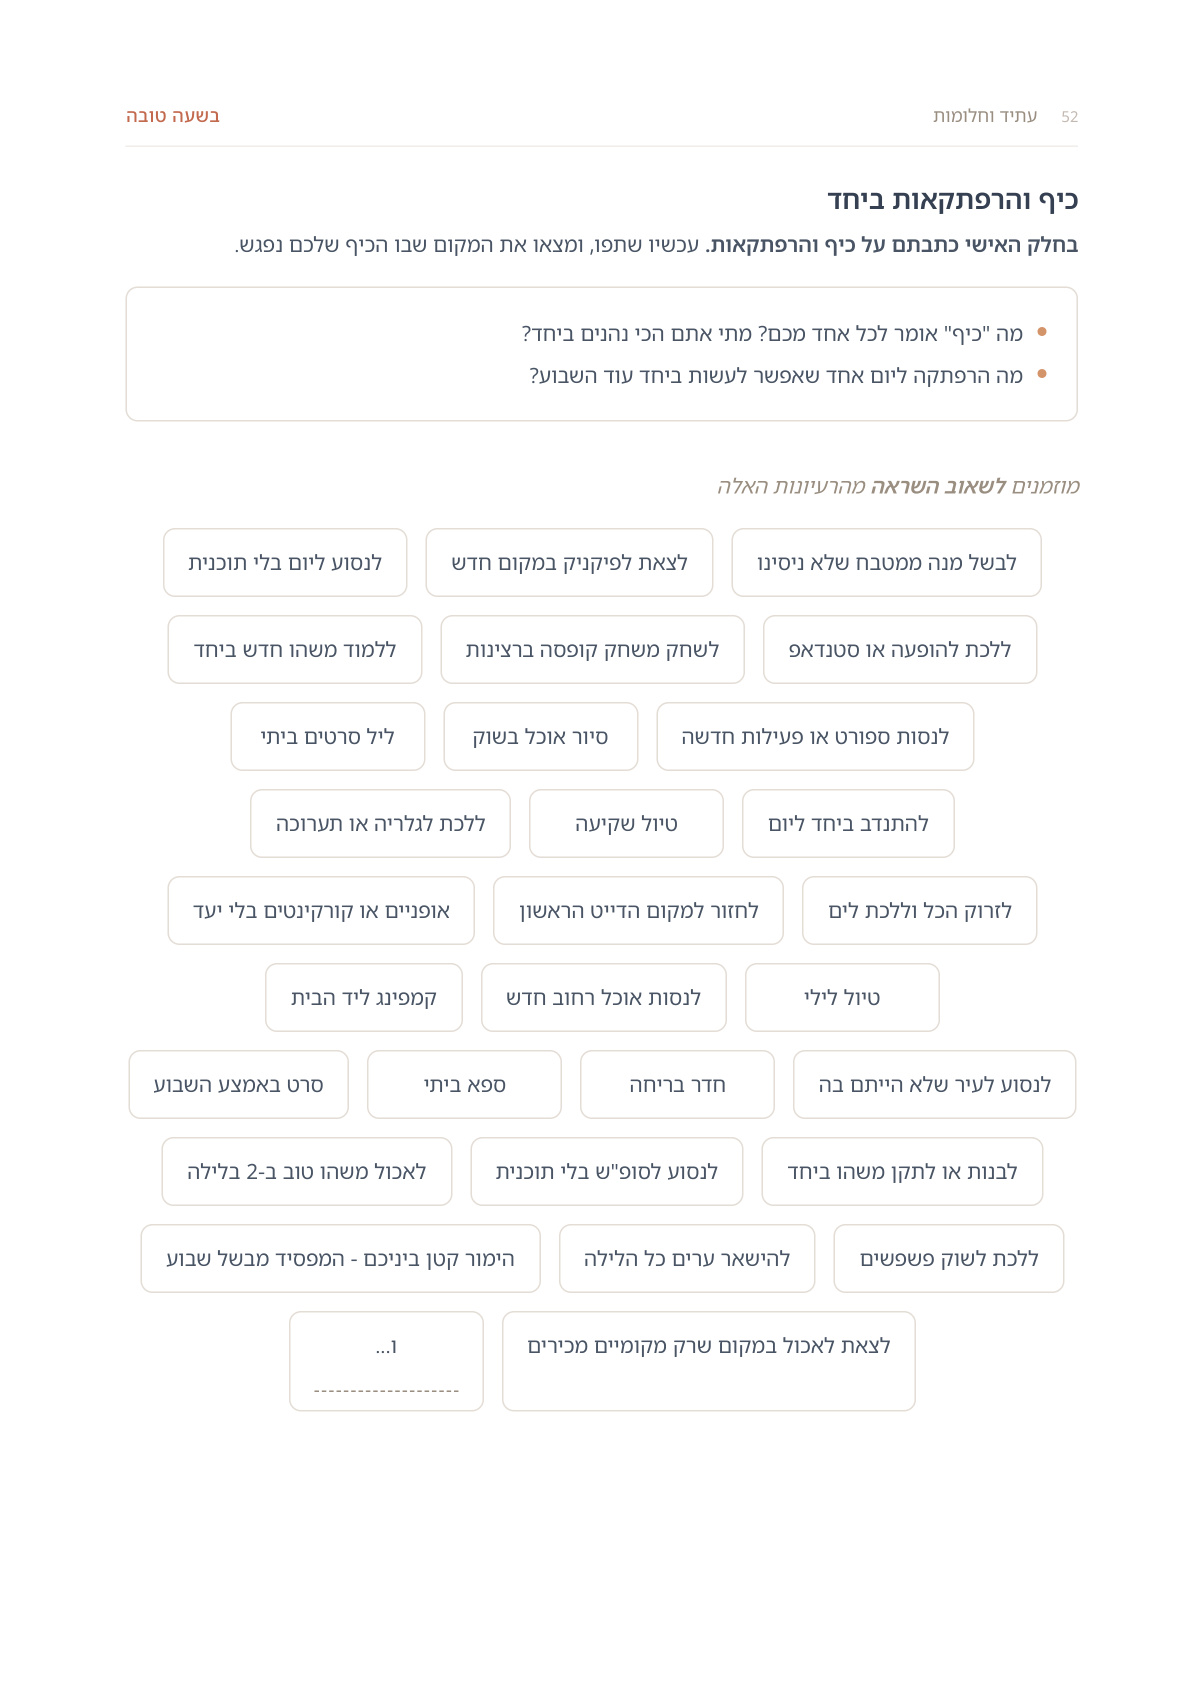 52 עתיד וחלומות בשעה טובה
כיף והרפתקאות ביחד
בחלק האישי כתבתם על כיף והרפתקאות. עכשיו שתפו, ומצאו את המקום שבו הכיף שלכם נפגש.
• מה "כיף" אומר לכל אחד מכם? מתי אתם הכי נהנים ביחד?
• מה הרפתקה ליום אחד שאפשר לעשות ביחד עוד השבוע?
מוזמנים לשאוב השראה מהרעיונות האלה
לבשל מנה ממטבח שלא ניסינו לצאת לפיקניק במקום חדש לנסוע ליום בלי תוכנית
ללכת להופעה או סטנדאפ לשחק משחק קופסה ברצינות ללמוד משהו חדש ביחד
לנסות ספורט או פעילות חדשה סיור אוכל בשוק ליל סרטים ביתי
להתנדב ביחד ליום טיול שקיעה ללכת לגלריה או תערוכה
לזרוק הכל וללכת לים לחזור למקום הדייט הראשון אופניים או קורקינטים בלי יעד
טיול לילי לנסות אוכל רחוב חדש קמפינג ליד הבית
לנסוע לעיר שלא הייתם בה חדר בריחה ספא ביתי סרט באמצע השבוע
לבנות או לתקן משהו ביחד לנסוע לסופ"ש בלי תוכנית לאכול משהו טוב ב-2 בלילה
ללכת לשוק פשפשים להישאר ערים כל הלילה הימור קטן ביניכם - המפסיד מבשל שבוע
לצאת לאכול במקום שרק מקומיים מכירים ו...
--------------------